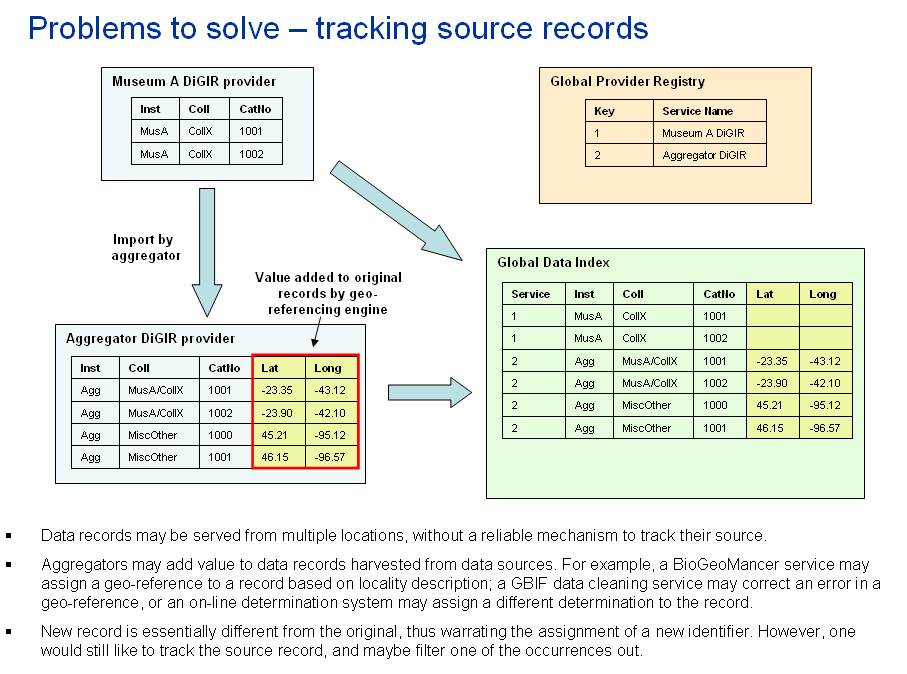 Problems to solve – tracking source records
Museum A DiGIR provider
Inst Coll CatNo
MusA CollX 1001
MusA CollX 1002
Global Provider Registry
Key Service Name
1 Museum A DiGIR
2 Aggregator DiGIR
Import by
aggregator
Value added to original
records by geo-
referencing engine
Aggregator DiGIR provider
Inst Coll CatNo Lat Long
Agg MusA/CollX 1001 -23.35 -43.12
Agg MusA/CollX 1002 -23.90 -42.10
Agg MiscOther 1000 45.21 -95.12
Agg MiscOther 1001 46.15 -96.57
Global Data Index
Service Inst Coll CatNo Lat Long
1 MusA CollX 1001
1 MusA CollX 1002
2 Agg MusA/CollX 1001 -23.35 -43.12
2 Agg MusA/CollX 1002 -23.90 -42.10
2 Agg MiscOther 1000 45.21 -95.12
2 Agg MiscOther 1001 46.15 -96.57
▪ Data records may be served from multiple locations, without a reliable mechanism to track their source.
▪ Aggregators may add value to data records harvested from data sources. For example, a BioGeoMancer service may
assign a geo-reference to a record based on locality description; a GBIF data cleaning service may correct an error in a
geo-reference, or an on-line determination system may assign a different determination to the record.
▪ New record is essentially different from the original, thus warrating the assignment of a new identifier. However, one
would still like to track the source record, and maybe filter one of the occurrences out.